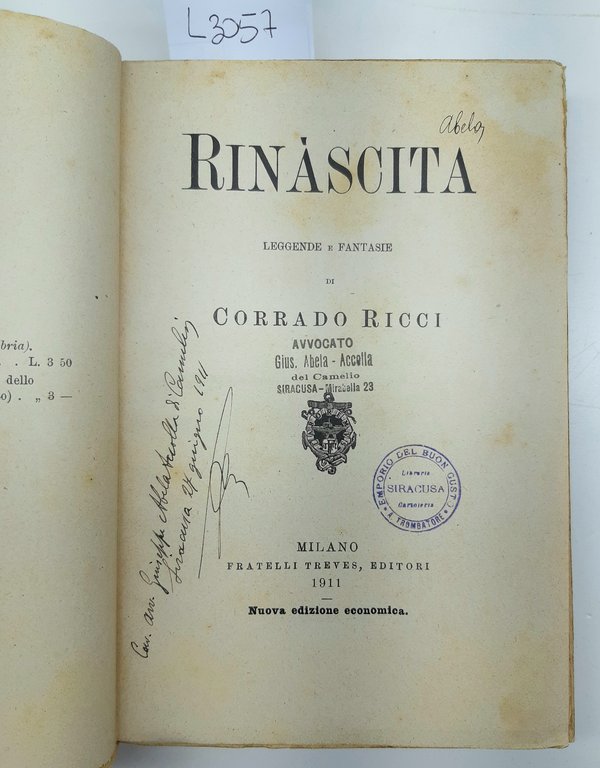 L3057
Abela
RINÀSCITA
LEGGENDE E FANTASIE
DI
CORRADO RICCI
AVVOCATO
Gius. Abela - Accolla
del Camelio
SIRACUSA - Mirabella 23
EMPORIO DEL BUON GUSTO
Libreria
SIRACUSA
Cartoleria
A. TROMBATORE
MILANO
FRATELLI TREVES, EDITORI
1911
Nuova edizione economica.
Cav. avv. Giuseppe Abela Accolla di Camelio
Siracusa 24 giugno 1911
bria).
. . L. 3 50
dello
o) . „ 3 —